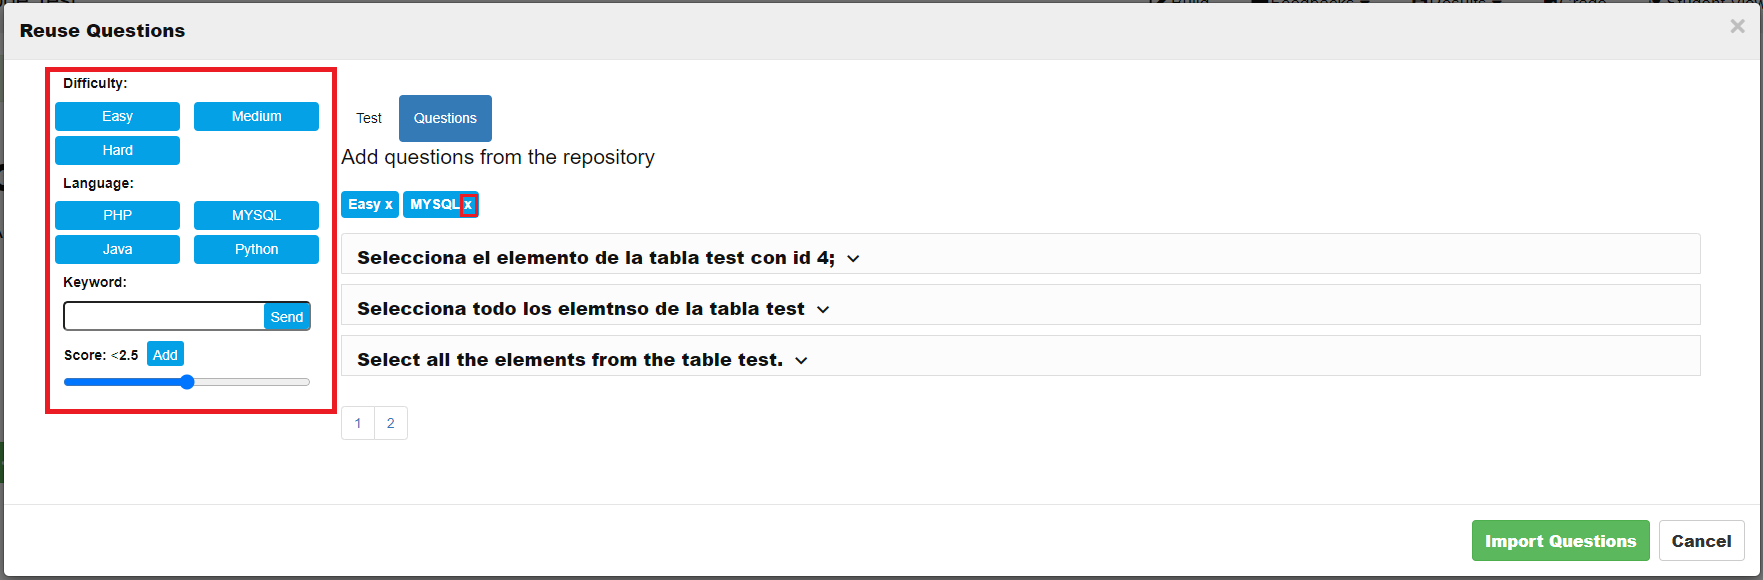 Reuse Questions
×
Difficulty:
Easy
Medium
Hard
Language:
PHP
MYSQL
Java
Python
Keyword:
Send
Score: <2.5
Add
Test
Questions
Add questions from the repository
Easy x
MYSQL x
Selecciona el elemento de la tabla test con id 4;
Selecciona todo los elemtnso de la tabla test
Select all the elements from the table test.
1
2
Import Questions
Cancel